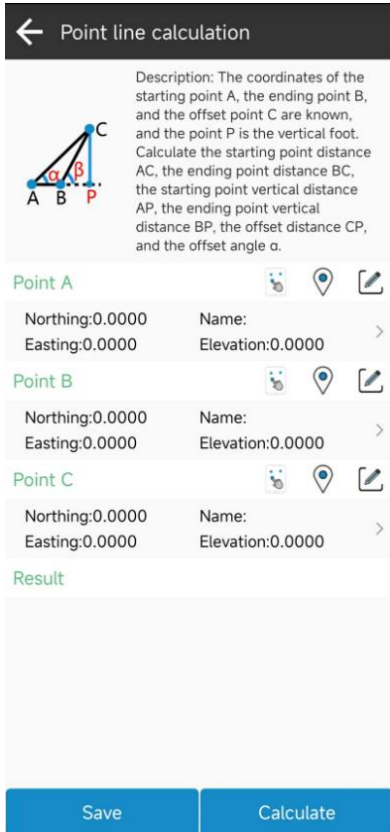 Point line calculation
Description: The coordinates of the
starting point A, the ending point B,
and the offset point C are known,
and the point P is the vertical foot.
Calculate the starting point distance
AC, the ending point distance BC,
the starting point vertical distance
AP, the ending point vertical
distance BP, the offset distance CP,
and the offset angle α.
C
α β
A B P
Point A
Northing:0.0000 Name:
Easting:0.0000 Elevation:0.0000
Point B
Northing:0.0000 Name:
Easting:0.0000 Elevation:0.0000
Point C
Northing:0.0000 Name:
Easting:0.0000 Elevation:0.0000
Result
Save Calculate